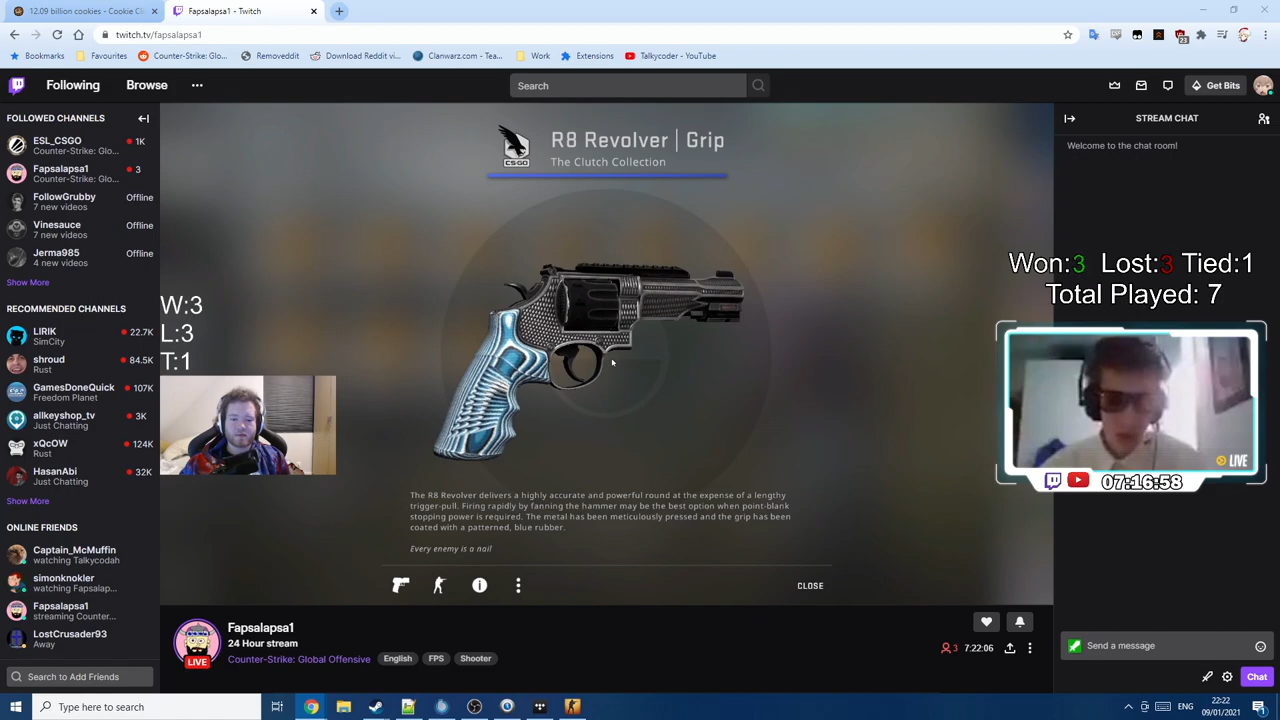 12.09 billion cookies - Cookie Cli
Fapsalapsa1 - Twitch
twitch.tv/fapsalapsa1
Bookmarks
Favourites
Counter-Strike: Glo...
Removeddit
Download Reddit vi...
Clanwarz.com - Tea...
Work
Extensions
Talkycoder - YouTube
23
Following
Browse
Search
Get Bits
FOLLOWED CHANNELS
ESL_CSGO
1K
Counter-Strike: Glo...
Fapsalapsa1
3
Counter-Strike: Glo...
FollowGrubby
Offline
7 new videos
Vinesauce
Offline
7 new videos
Jerma985
Offline
4 new videos
Show More
RECOMMENDED CHANNELS
LIRIK
22.7K
SimCity
shroud
84.5K
Rust
GamesDoneQuick
107K
Freedom Planet
allkeyshop_tv
3K
Just Chatting
xQcOW
124K
Rust
HasanAbi
32K
Just Chatting
Show More
ONLINE FRIENDS
Captain_McMuffin
watching Talkycodah
simonknokler
watching Fapsalap...
Fapsalapsa1
streaming Counter...
LostCrusader93
Away
Search to Add Friends
W:3
L:3
T:1
CS:GO
R8 Revolver | Grip
The Clutch Collection
The R8 Revolver delivers a highly accurate and powerful round at the expense of a lengthy
trigger-pull. Firing rapidly by fanning the hammer may be the best option when point-blank
stopping power is required. The metal has been meticulously pressed and the grip has been
coated with a patterned, blue rubber.
Every enemy is a nail
CLOSE
Won:3 Lost:3 Tied:1
Total Played: 7
LIVE
07:16:58
LIVE
Fapsalapsa1
24 Hour stream
Counter-Strike: Global Offensive
English
FPS
Shooter
3
7:22:06
STREAM CHAT
Welcome to the chat room!
Send a message
Chat
Type here to search
22:22
09/01/2021
1